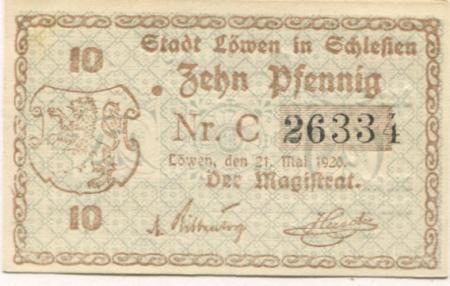 10
Stadt Löwen in Schlesien
Zehn Pfennig
Nr. C 26334
Löwen, den 21. Mai 1920.
Der Magistrat.
10